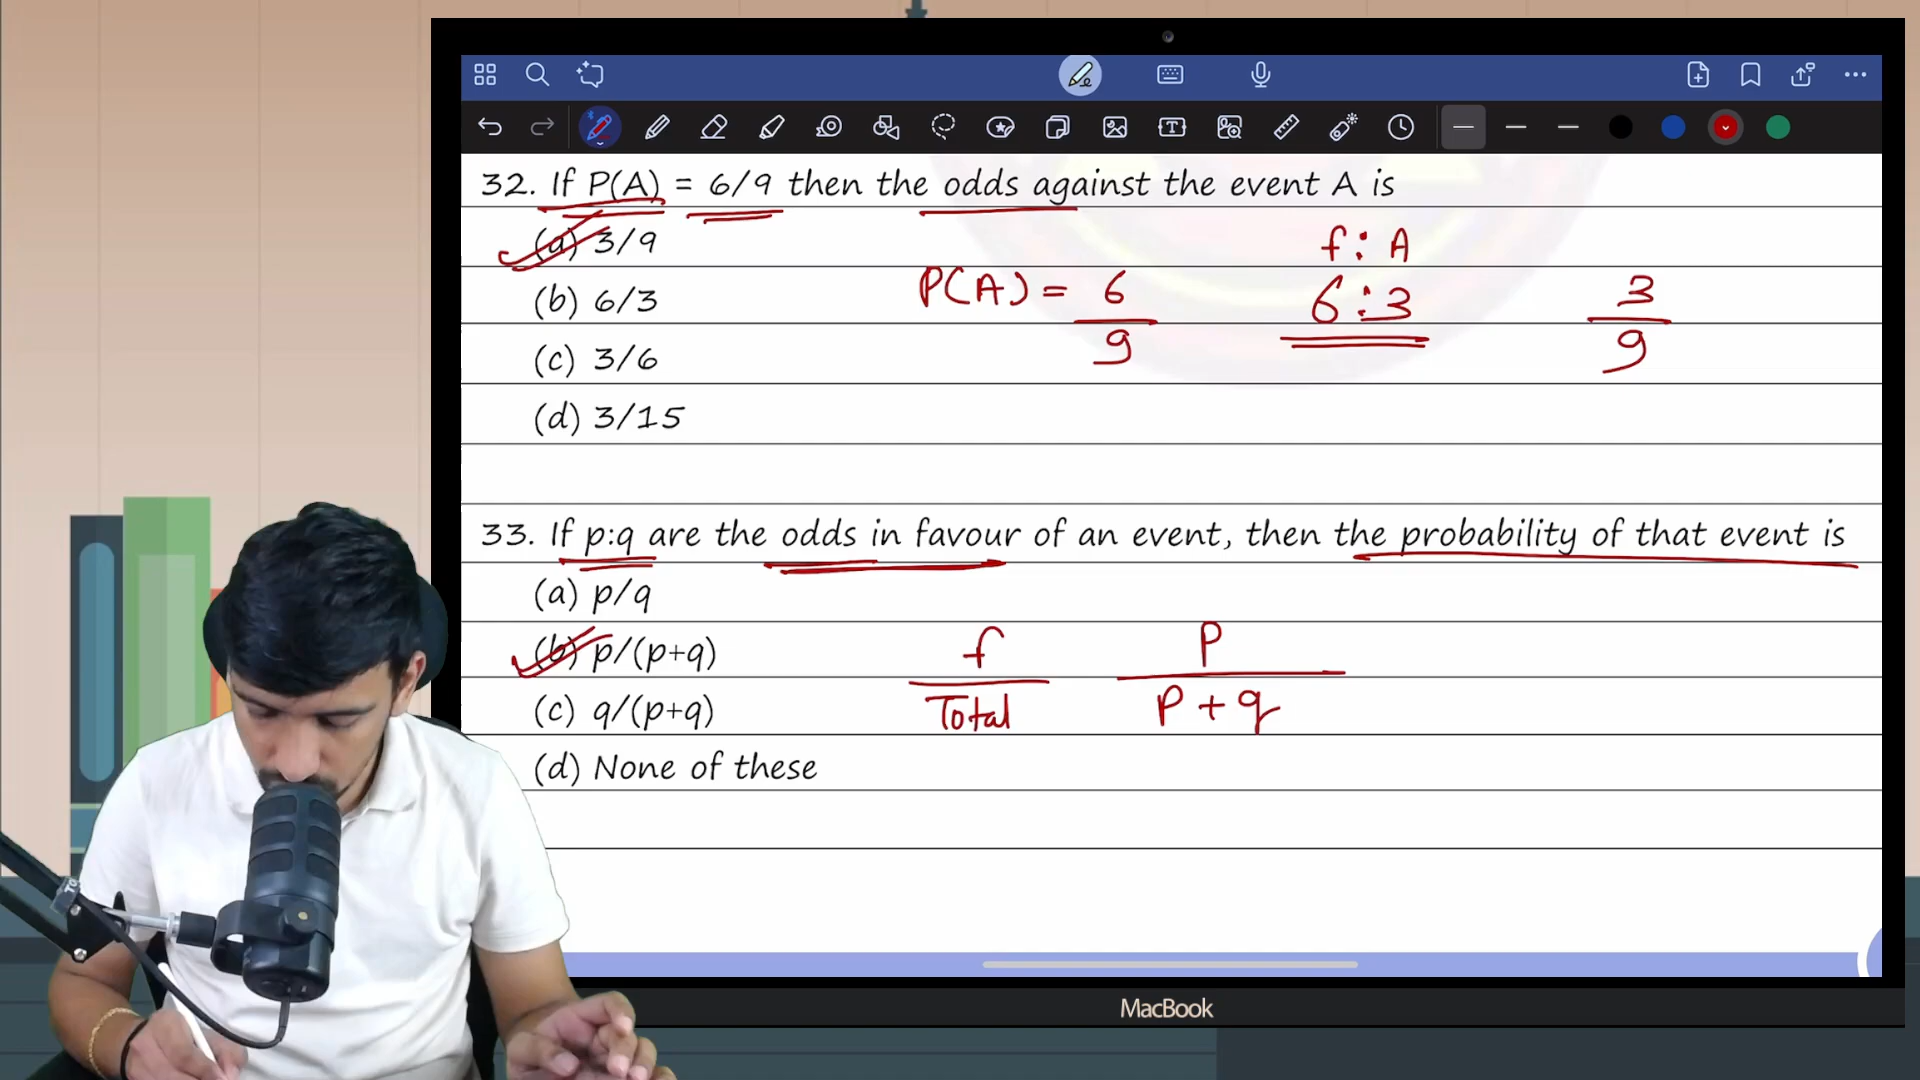 32. If P(A) = 6/9 then the odds against the event A is
(a) 3/9
(b) 6/3
(c) 3/6
(d) 3/15
f : A
P(A) = 6/9
6 : 3
3/9
33. If p:q are the odds in favour of an event, then the probability of that event is
(a) p/q
(b) p/(p+q)
(c) q/(p+q)
(d) None of these
f/Total
P/P+q
MacBook